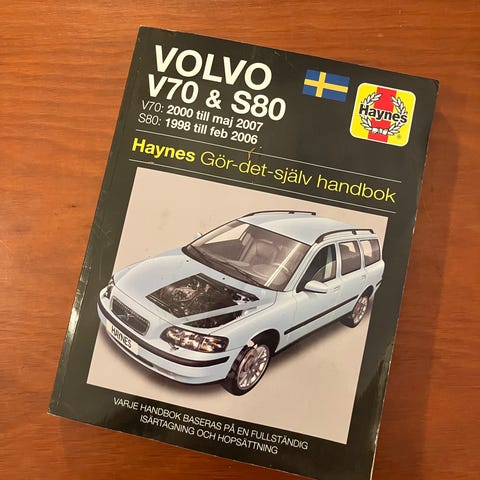 VOLVO
V70 & S80
V70: 2000 till maj 2007
S80: 1998 till feb 2006
Haynes
Haynes Gör-det-själv handbok
HAYNES
VARJE HANDBOK BASERAS PÅ EN FULLSTÄNDIG
ISÄRTAGNING OCH HOPSÄTTNING